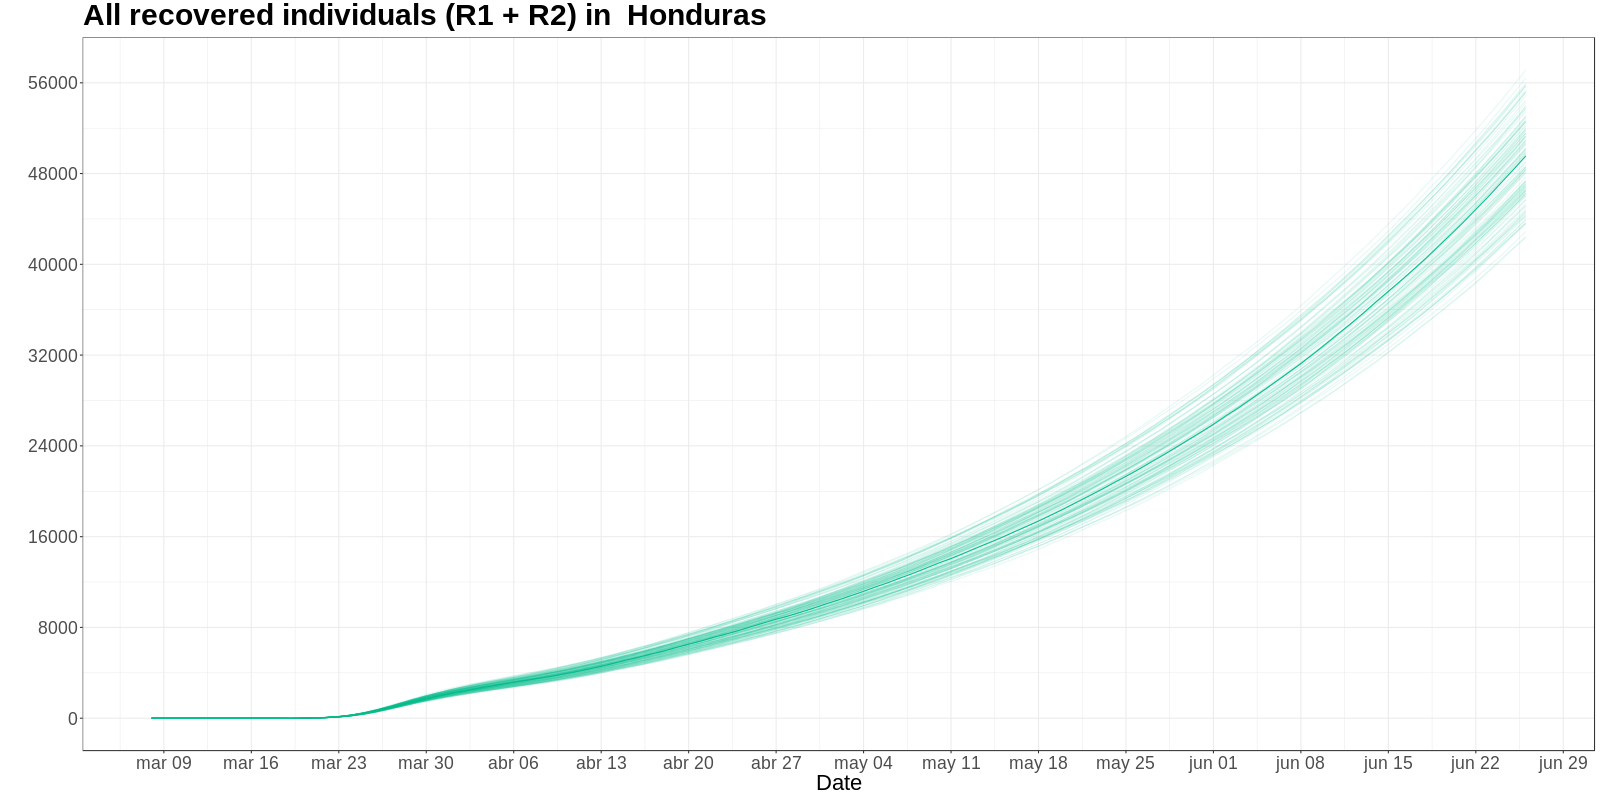 All recovered individuals (R1 + R2) in  Honduras
56000
48000
40000
32000
24000
16000
8000
0
mar 09 mar 16 mar 23 mar 30 abr 06 abr 13 abr 20 abr 27 may 04 may 11 may 18 may 25 jun 01 jun 08 jun 15 jun 22 jun 29
Date